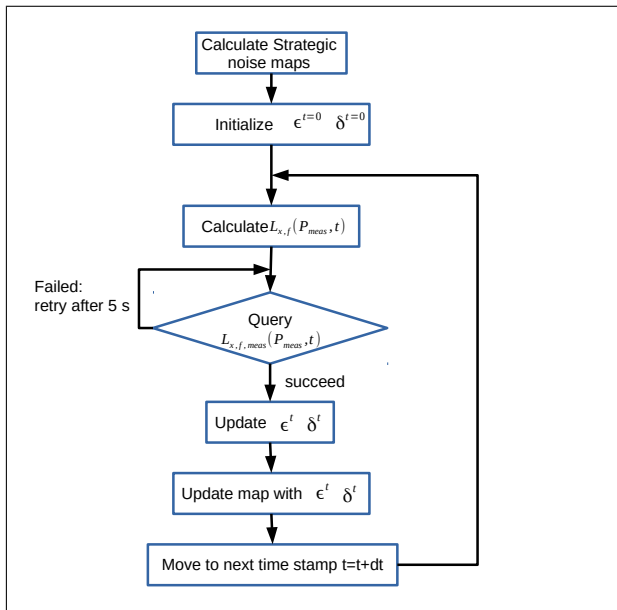 Calculate Strategic
noise maps
Initialize ϵ^{t=0} δ^{t=0}
Calculate L_{x,f}(P_{meas},t)
Failed:
retry after 5 s
Query
L_{x,f,meas}(P_{meas},t)
succeed
Update ϵ^t δ^t
Update map with ϵ^t δ^t
Move to next time stamp t=t+dt